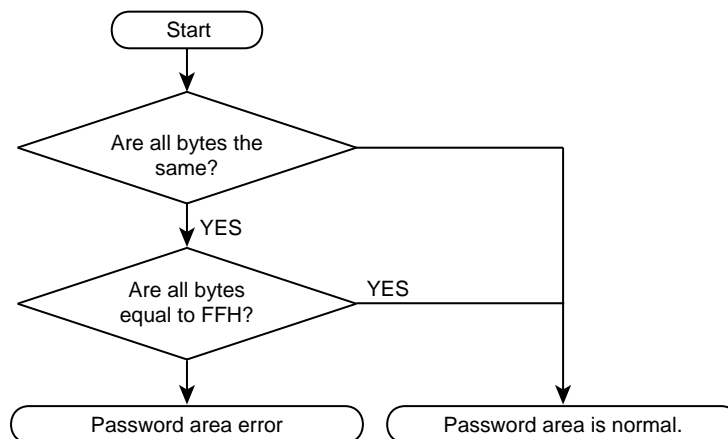 Start
Are all bytes the
same?
YES
Are all bytes
equal to FFH?
YES
Password area error
Password area is normal.